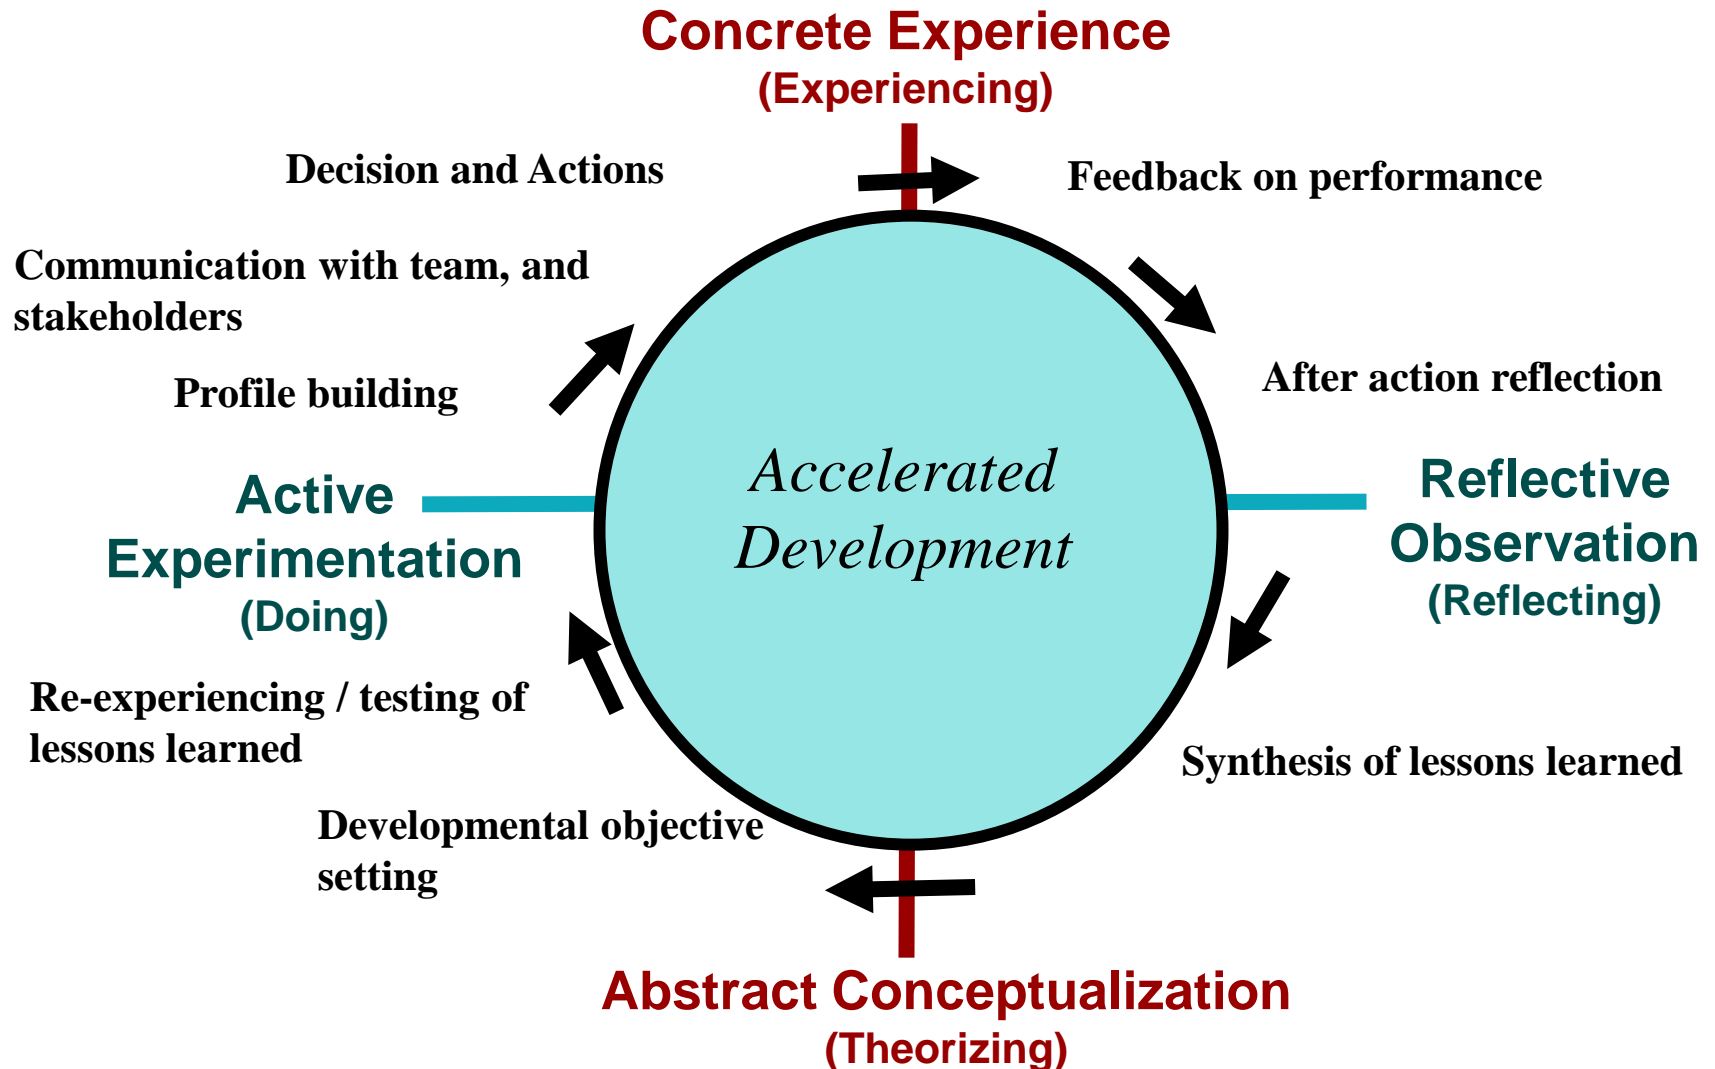 Concrete Experience
(Experiencing)
Decision and Actions
Feedback on performance
Communication with team, and
stakeholders
Profile building
After action reflection
Accelerated
Development
Active
Experimentation
(Doing)
Reflective
Observation
(Reflecting)
Re-experiencing / testing of
lessons learned
Synthesis of lessons learned
Developmental objective
setting
Abstract Conceptualization
(Theorizing)